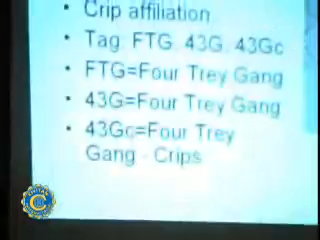 • Crip affiliation
• Tag FTG, 43G, 43Gc
• FTG=Four Trey Gang
• 43G=Four Trey Gang
• 43Gc=Four Trey
Gang - Crips